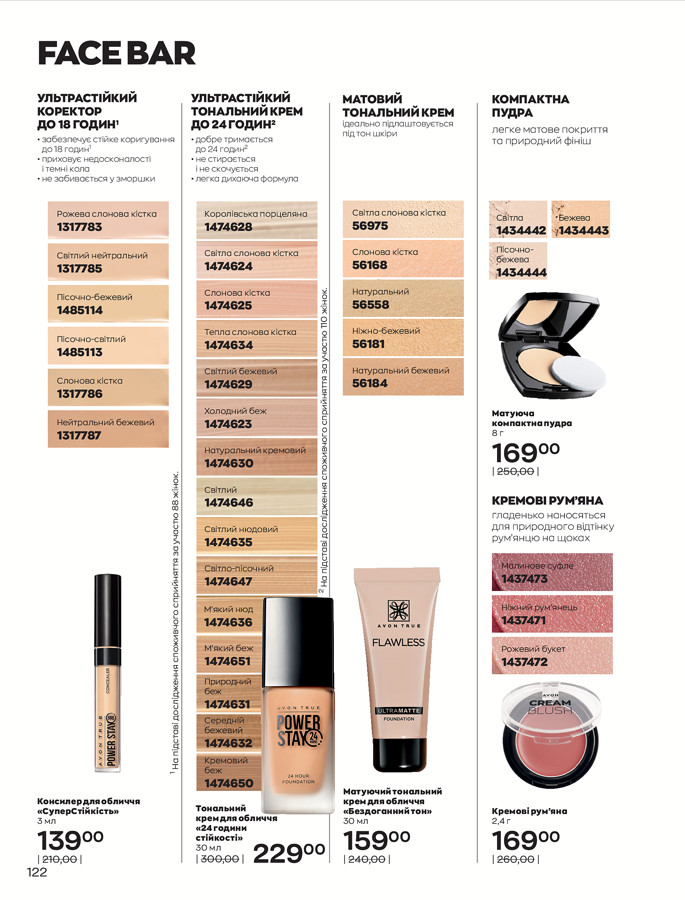 FACE BAR
УЛЬТРАСТІЙКИЙ
КОРЕКТОР
ДО 18 ГОДИН¹
• забезпечує стійке коригування
до 18 годин¹
• приховує недосконалості
і темні кола
• не забивається у зморшки
Рожева слонова кістка
1317783
Світлий нейтральний
1317785
Пісочно-бежевий
1485114
Пісочно-світлий
1485113
Слонова кістка
1317786
Нейтральний бежевий
1317787
¹ На підставі дослідження споживчого сприйняття за участю 88 жінок.
CONCEALER
AVON TRUE
POWER STAY
Консилер для обличчя
«СуперСтійкість»
3 мл
139⁰⁰
| 210,00 |
УЛЬТРАСТІЙКИЙ
ТОНАЛЬНИЙ КРЕМ
ДО 24 ГОДИН²
• добре тримається
до 24 годин²
• не стирається
і не скочується
• легка дихаюча формула
Королівська порцеляна
1474628
Світла слонова кістка
1474624
Слонова кістка
1474625
Тепла слонова кістка
1474634
Світлий бежевий
1474629
Холодний беж
1474623
Натуральний кремовий
1474630
Світлий
1474646
Світлий нюдовий
1474635
Світло-пісочний
1474647
М'який нюд
1474636
М'який беж
1474651
Природний
беж
1474631
Середній
бежевий
1474632
Кремовий
беж
1474650
² На підставі дослідження споживчого сприйняття за участю 110 жінок.
AVON TRUE
POWER
STAY 24
24 HOUR
FOUNDATION
Тональний
крем для обличчя
«24 години
стійкості»
30 мл
| 300,00 |
229⁰⁰
МАТОВИЙ
ТОНАЛЬНИЙ КРЕМ
ідеально підлаштовується
під тон шкіри
Світла слонова кістка
56975
Слонова кістка
56168
Натуральний
56558
Ніжно-бежевий
56181
Натуральний бежевий
56184
AVON TRUE
FLAWLESS
ULTRAMATTE
FOUNDATION
Матуючий тональний
крем для обличчя
«Бездоганний тон»
30 мл
159⁰⁰
| 240,00 |
КОМПАКТНА
ПУДРА
легке матове покриття
та природний фініш
Світла
1434442
Бежева
1434443
Пісочно-
бежева
1434444
Матуюча
компактна пудра
8 г
169⁰⁰
| 250,00 |
КРЕМОВІ РУМ'ЯНА
гладенько наносяться
для природного відтінку
рум'янцю на щоках
Малинове суфле
1437473
Ніжний рум'янець
1437471
Рожевий букет
1437472
AVON
CREAM
BLUSH
Кремові рум'яна
2,4 г
169⁰⁰
| 260,00 |
122